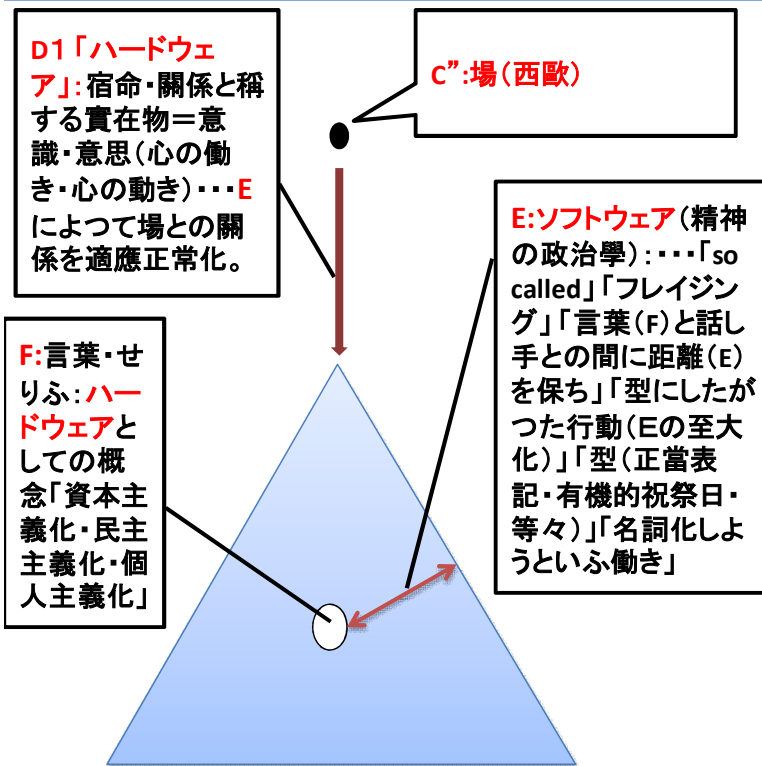 D1「ハードウェ
ア」:宿命・關係と稱
する實在物＝意
識・意思（心の働
き・心の動き）・・・E
によつて場との關
係を適應正常化。
C”:場（西歐）
E:ソフトウェア（精神
の政治學）:・・・「so
called」「フレイジン
グ」「言葉（F）と話し
手との間に距離（E）
を保ち」「型にしたが
つた行動（Eの至大
化）」「型（正當表
記・有機的祝祭日・
等々）」「名詞化しよ
うといふ働き」
F:言葉・せ
りふ:ハー
ドウェアと
しての概
念「資本主
義化・民主
主義化・個
人主義化」